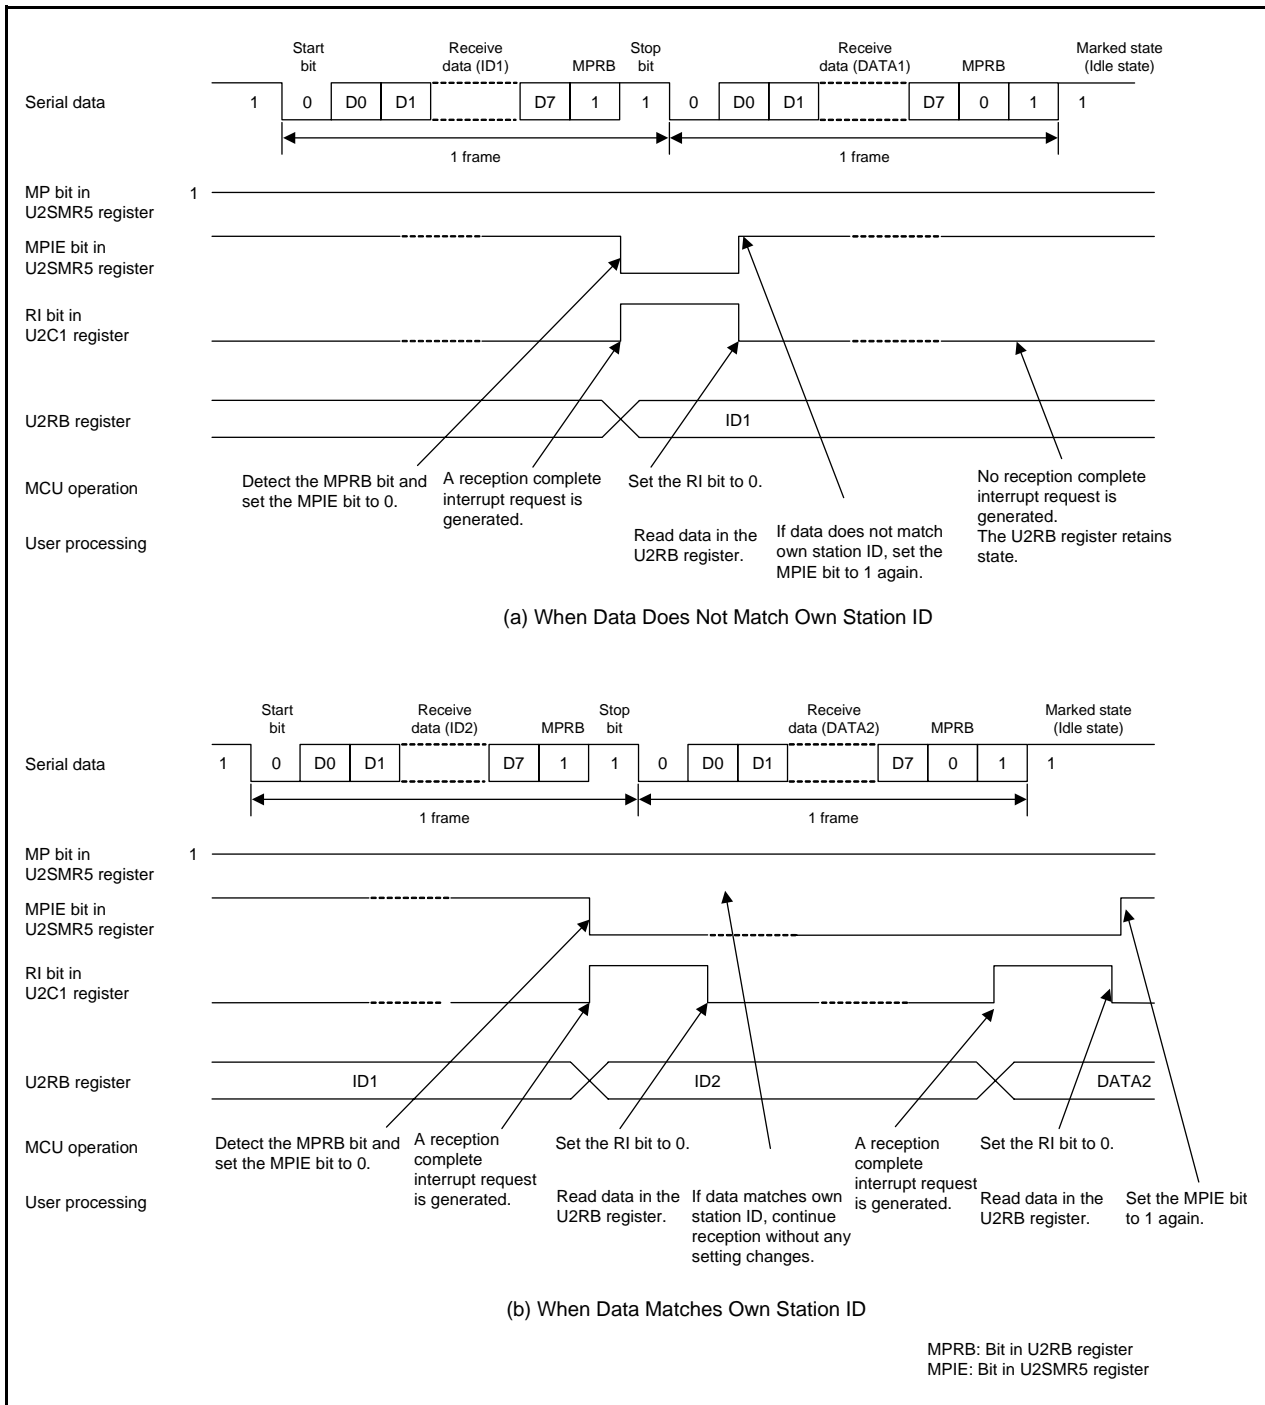 Start
bit
Receive
data (ID1)
MPRB
Stop
bit
Receive
data (DATA1)
MPRB
Marked state
(Idle state)
Serial data
1 0 D0 D1 D7 1 1 0 D0 D1 D7 0 1 1
1 frame
1 frame
MP bit in
U2SMR5 register
1
MPIE bit in
U2SMR5 register
RI bit in
U2C1 register
U2RB register
ID1
MCU operation
Detect the MPRB bit and
set the MPIE bit to 0.
A reception complete
interrupt request is
generated.
Set the RI bit to 0.
No reception complete
interrupt request is
generated.
The U2RB register retains
state.
User processing
Read data in the
U2RB register.
If data does not match
own station ID, set the
MPIE bit to 1 again.
(a) When Data Does Not Match Own Station ID
Start
bit
Receive
data (ID2)
MPRB
Stop
bit
Receive
data (DATA2)
MPRB
Marked state
(Idle state)
Serial data
1 0 D0 D1 D7 1 1 0 D0 D1 D7 0 1 1
1 frame
1 frame
MP bit in
U2SMR5 register
1
MPIE bit in
U2SMR5 register
RI bit in
U2C1 register
U2RB register
ID1
ID2
DATA2
MCU operation
Detect the MPRB bit and
set the MPIE bit to 0.
A reception
complete
interrupt request
is generated.
Set the RI bit to 0.
A reception
complete
interrupt request
is generated.
Set the RI bit to 0.
User processing
Read data in the
U2RB register.
If data matches own
station ID, continue
reception without any
setting changes.
Read data in the
U2RB register.
Set the MPIE bit
to 1 again.
(b) When Data Matches Own Station ID
MPRB: Bit in U2RB register
MPIE: Bit in U2SMR5 register